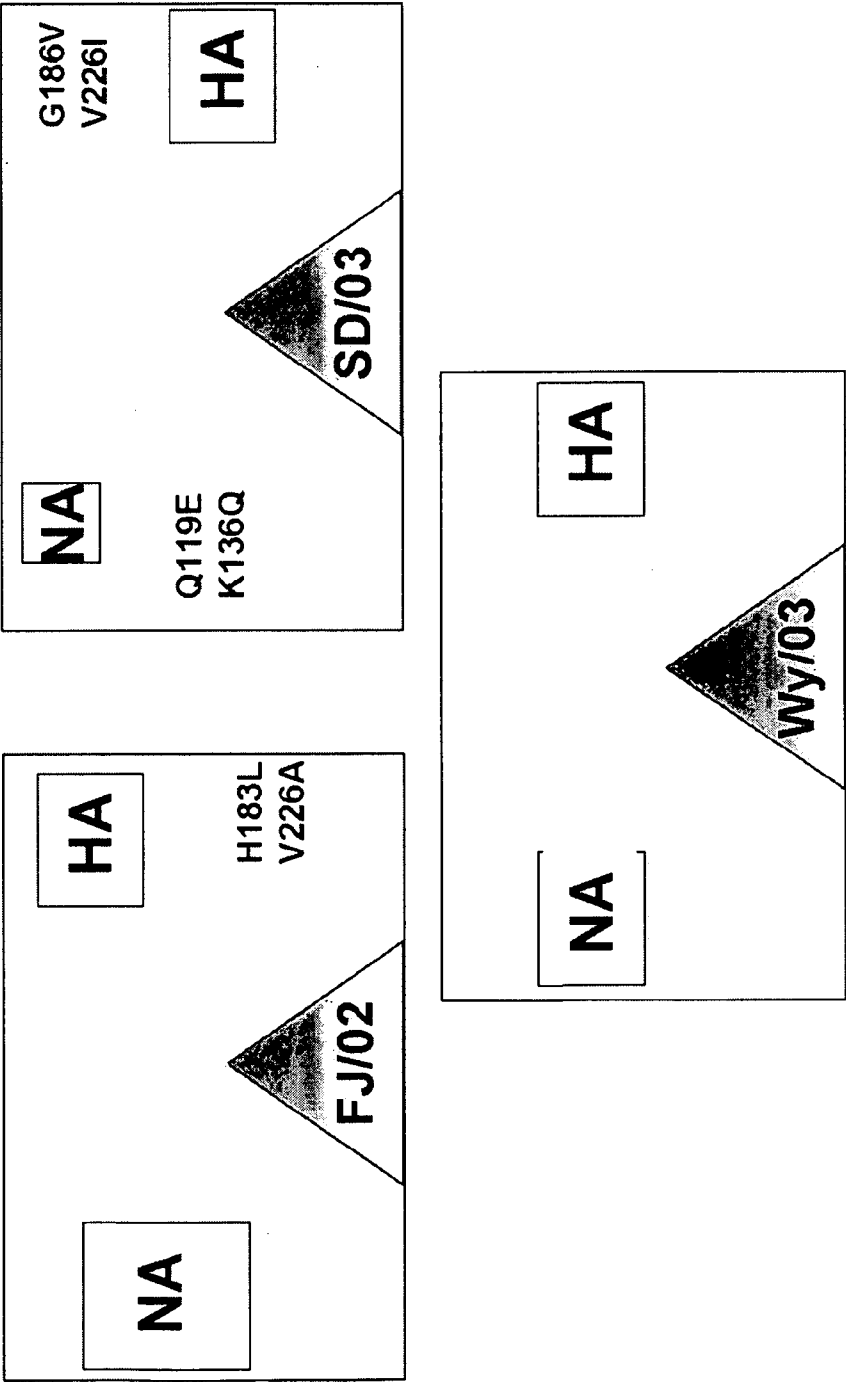 NA
HA
H183L
V226A
FJ/02
NA
Q119E
K136Q
G186V
V226I
HA
SD/03
NA
HA
Wy/03